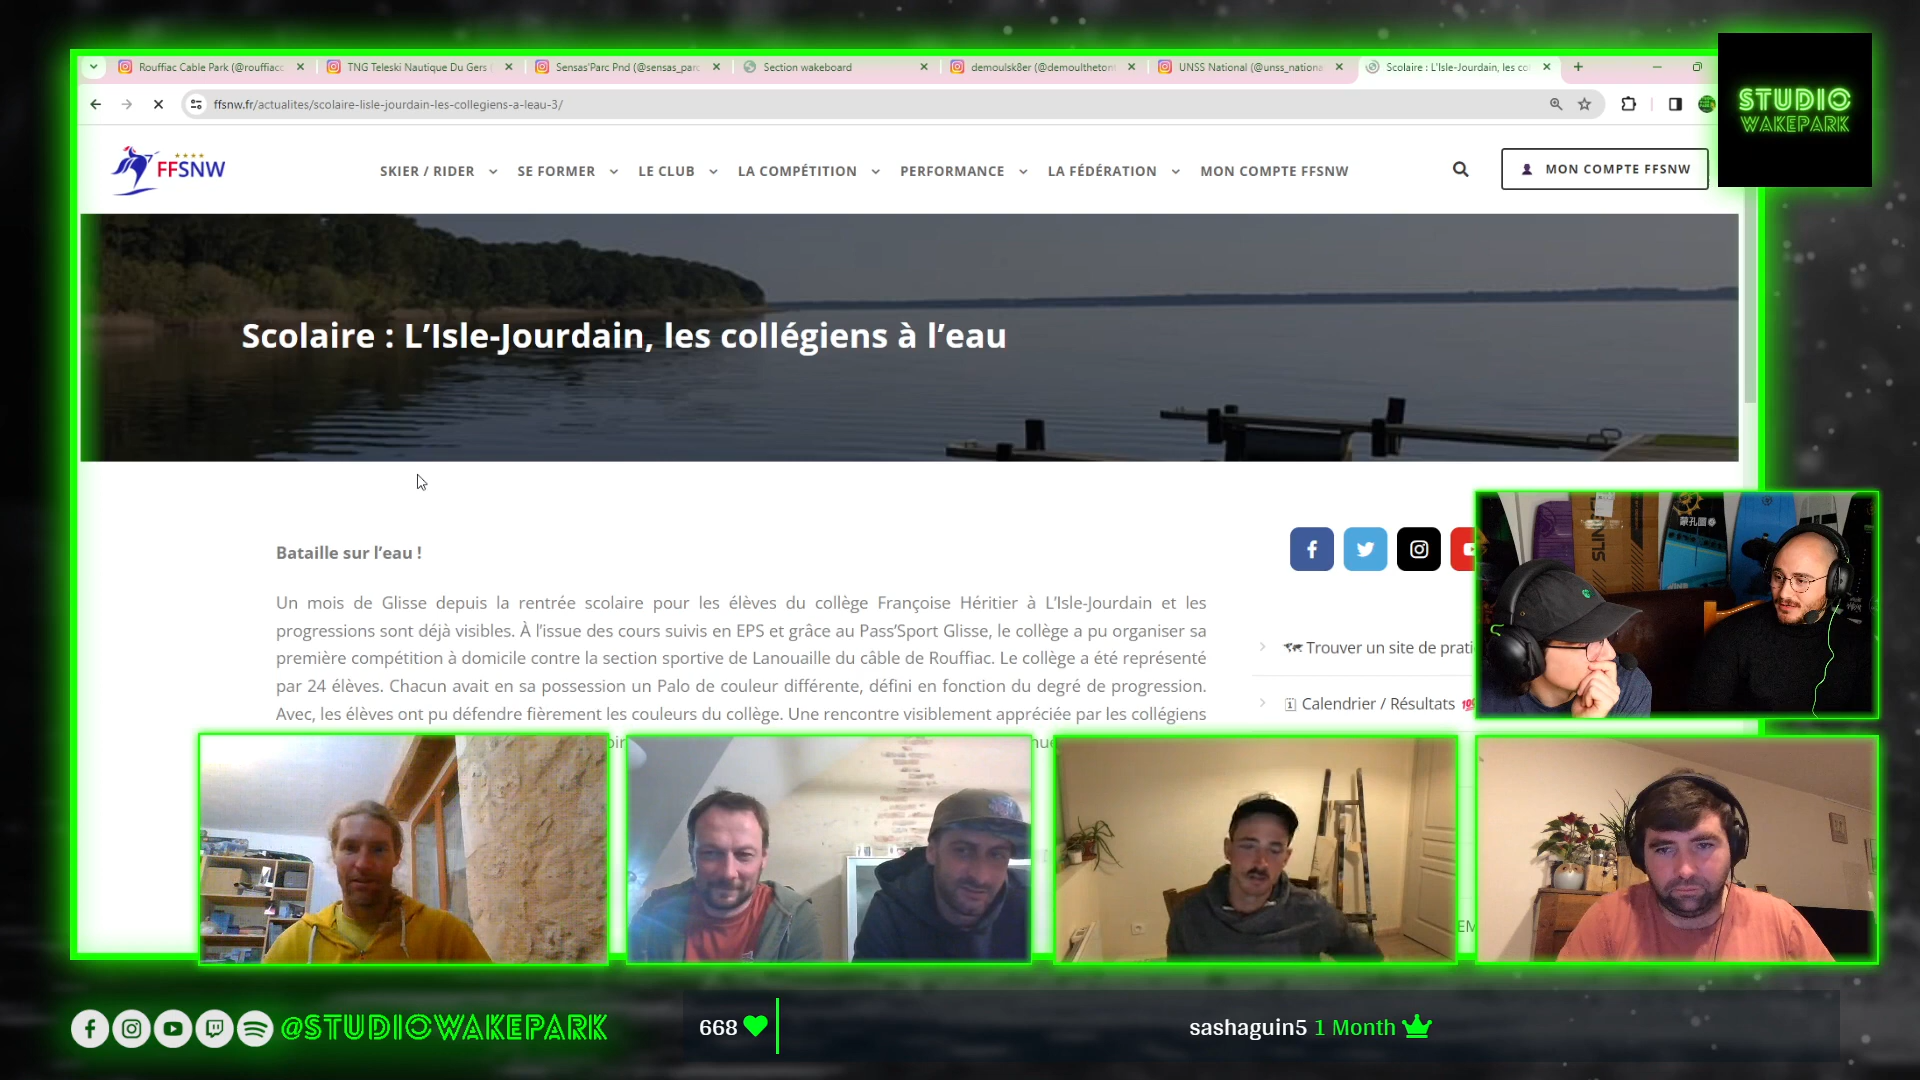 Rouffiac Cable Park (@rouffiacc
TNG Teleski Nautique Du Gers
Sensas'Parc Pnd (@sensas_parc
Section wakeboard
demoulsk8er (@demoulthetont
UNSS National (@unss_nationa
Scolaire : L'Isle-Jourdain, les co
ffsnw.fr/actualites/scolaire-lisle-jourdain-les-collegiens-a-leau-3/
STUDIO
WAKEPARK
FFSNW
SKIER / RIDER
SE FORMER
LE CLUB
LA COMPÉTITION
PERFORMANCE
LA FÉDÉRATION
MON COMPTE FFSNW
MON COMPTE FFSNW
Scolaire : L’Isle-Jourdain, les collégiens à l’eau
Bataille sur l’eau !
Un mois de Glisse depuis la rentrée scolaire pour les élèves du collège Françoise Héritier à L’Isle-Jourdain et les
progressions sont déjà visibles. À l’issue des cours suivis en EPS et grâce au Pass’Sport Glisse, le collège a pu organiser sa
première compétition à domicile contre la section sportive de Lanouaille du câble de Rouffiac. Le collège a été représenté
par 24 élèves. Chacun avait en sa possession un Palo de couleur différente, défini en fonction du degré de progression.
Avec, les élèves ont pu défendre fièrement les couleurs du collège. Une rencontre visiblement appréciée par les collégiens
Trouver un site de prati
Calendrier / Résultats
@STUDIOWAKEPARK
668
sashaguin5 1 Month